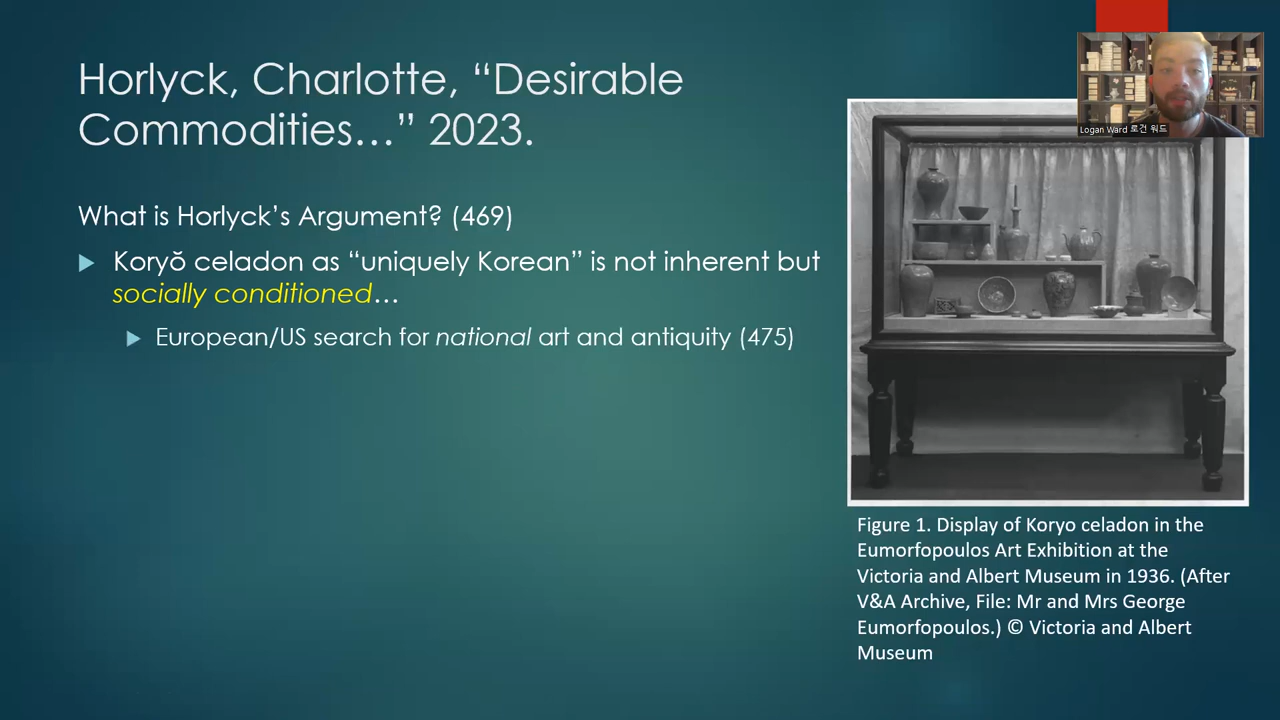 Horlyck, Charlotte, “Desirable
Commodities…” 2023.
What is Horlyck’s Argument? (469)
Koryŏ celadon as “uniquely Korean” is not inherent but
socially conditioned…
European/US search for national art and antiquity (475)
Logan Ward 로건 워드
Figure 1. Display of Koryo celadon in the
Eumorfopoulos Art Exhibition at the
Victoria and Albert Museum in 1936. (After
V&A Archive, File: Mr and Mrs George
Eumorfopoulos.) © Victoria and Albert
Museum